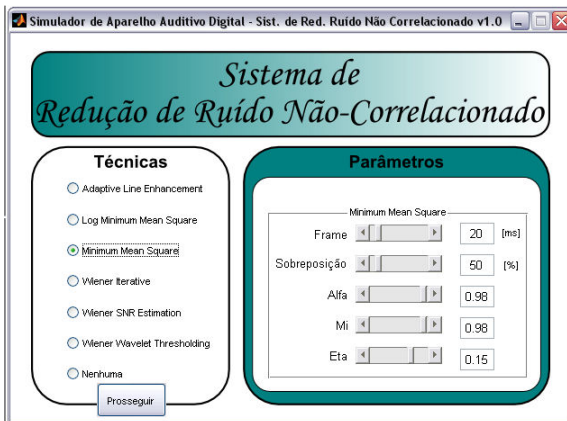 Simulador de Aparelho Auditivo Digital - Sist. de Red. Ruído Não Correlacionado v1.0
Sistema de
Redução de Ruído Não-Correlacionado
Técnicas
Adaptive Line Enhancement
Log Minimum Mean Square
Minimum Mean Square
Wiener Iterative
Wiener SNR Estimation
Wiener Wavelet Thresholding
Nenhuma
Prosseguir
Parâmetros
Minimum Mean Square
Frame 20 [ms]
Sobreposição 50 [%]
Alfa 0.98
Mi 0.98
Eta 0.15